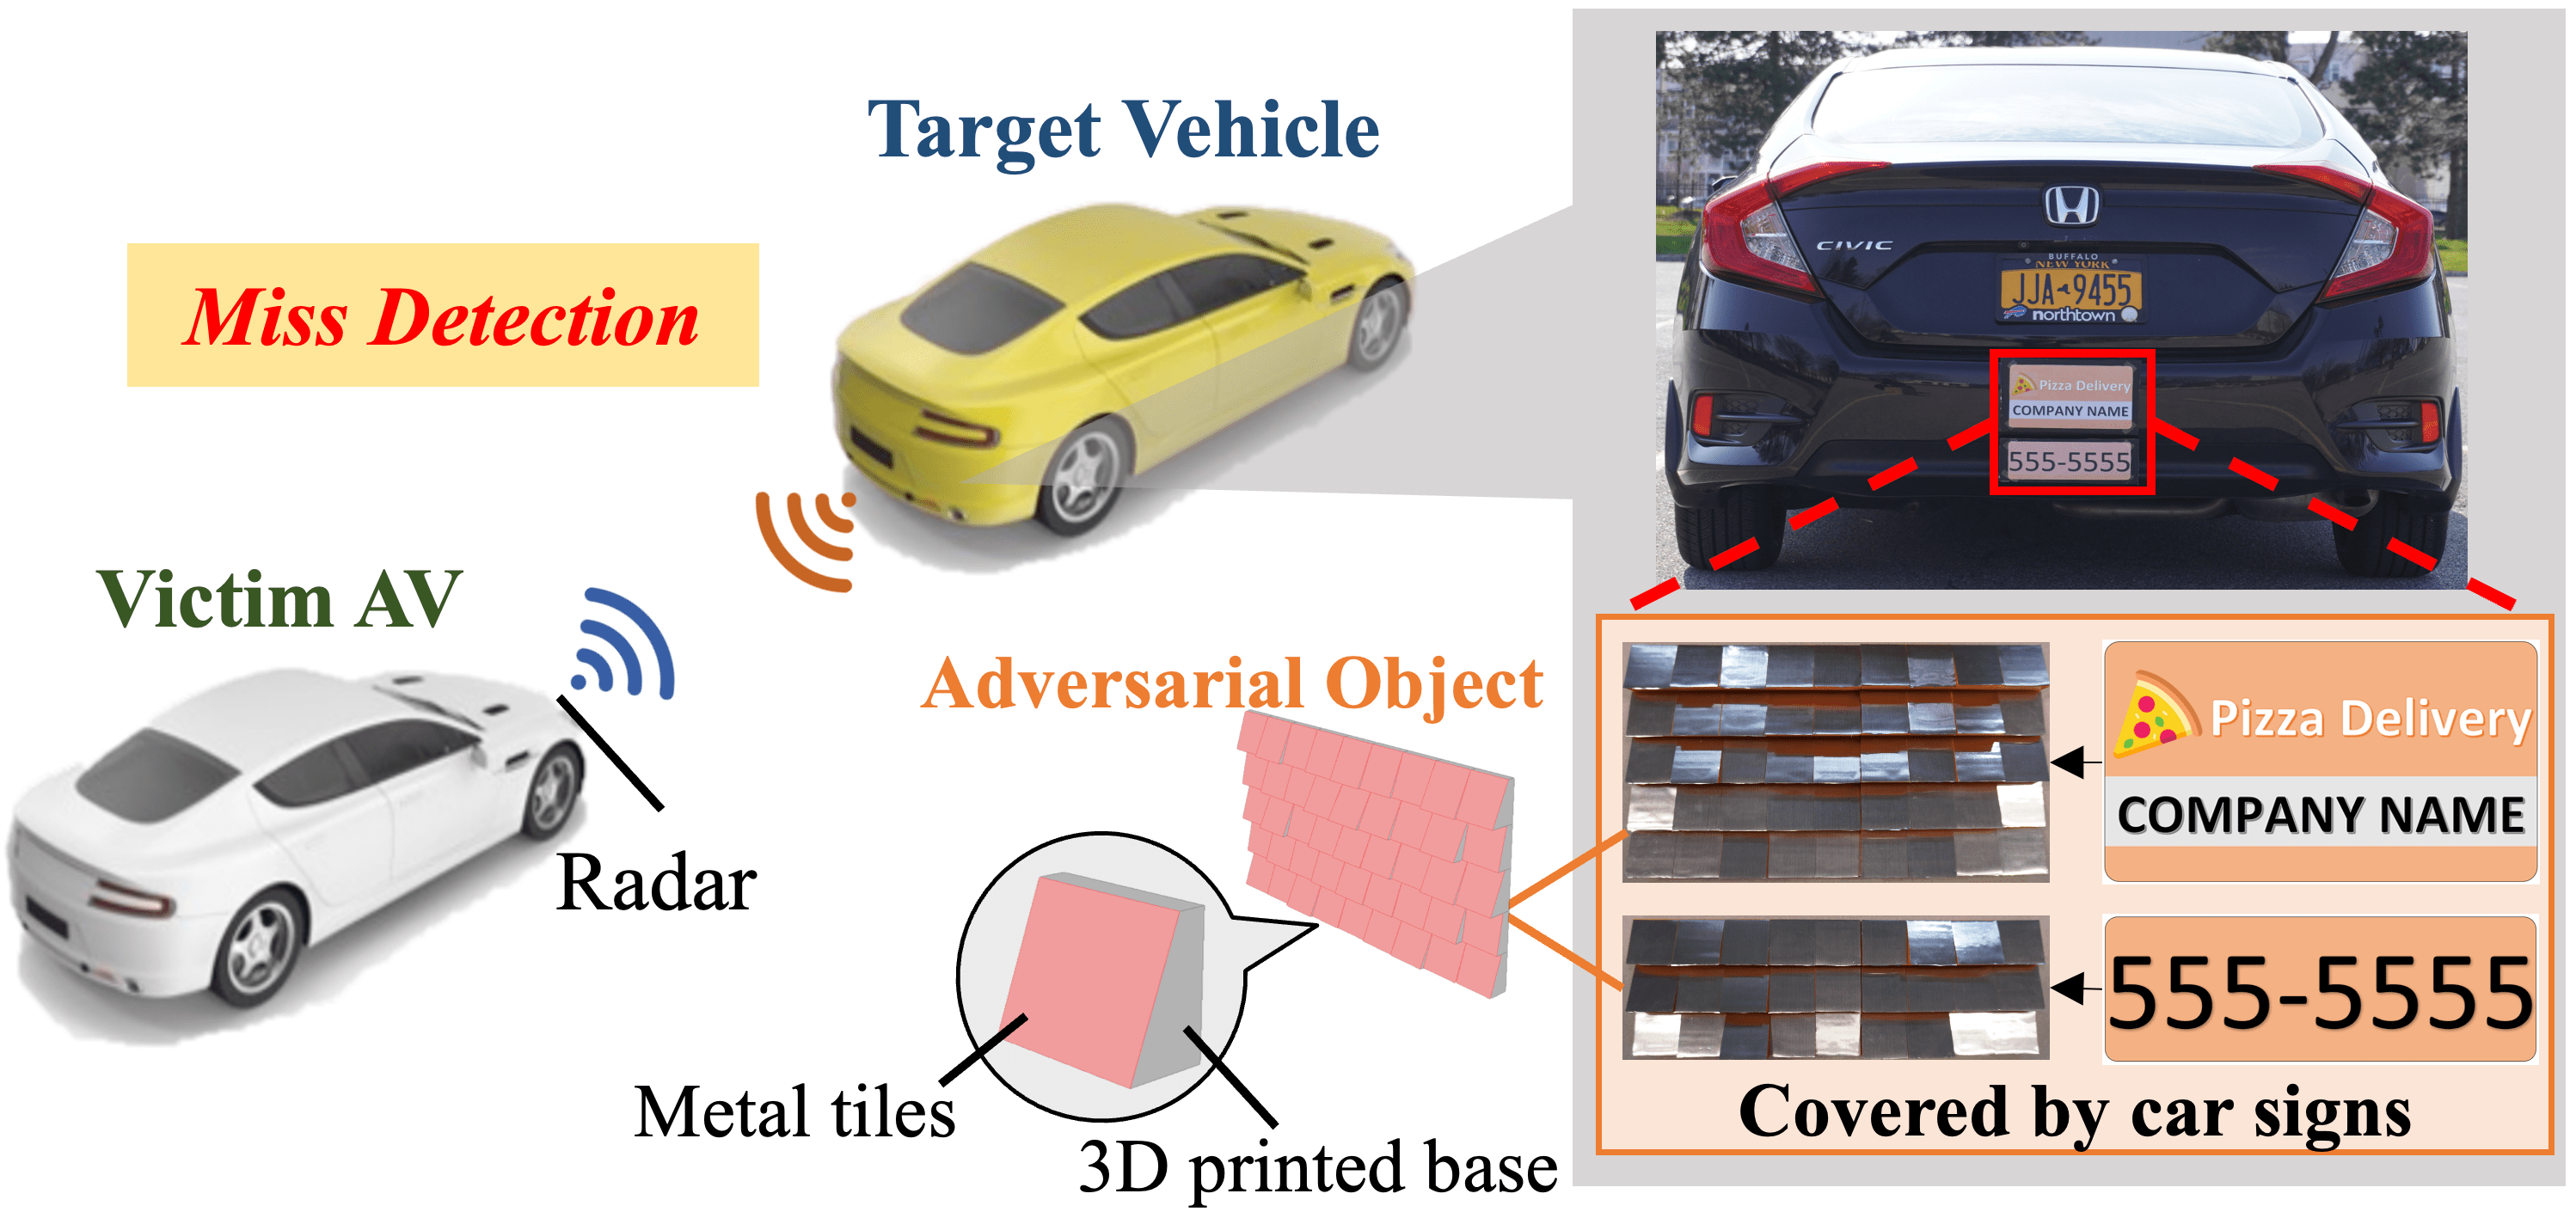 Target Vehicle
Miss Detection
Victim AV
Radar
Adversarial Object
Metal tiles
3D printed base
CIVIC
BUFFALO
NEW YORK
JJA 9455
northtown
Pizza Delivery
COMPANY NAME
555-5555
Pizza Delivery
COMPANY NAME
555-5555
Covered by car signs